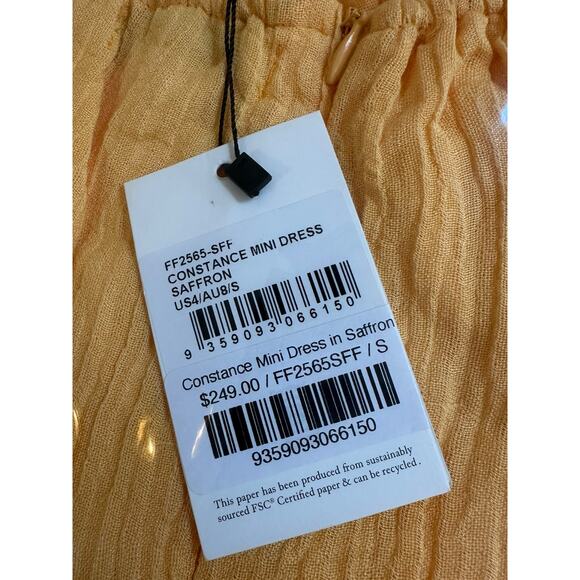 FF2565-SFF
CONSTANCE MINI DRESS
SAFFRON
US4/AU8/S
9 359093 066150
Constance Mini Dress in Saffron
$249.00 / FF2565SFF / S
9359093066150
This paper has been produced from sustainably
sourced FSC® Certified paper & can be recycled.